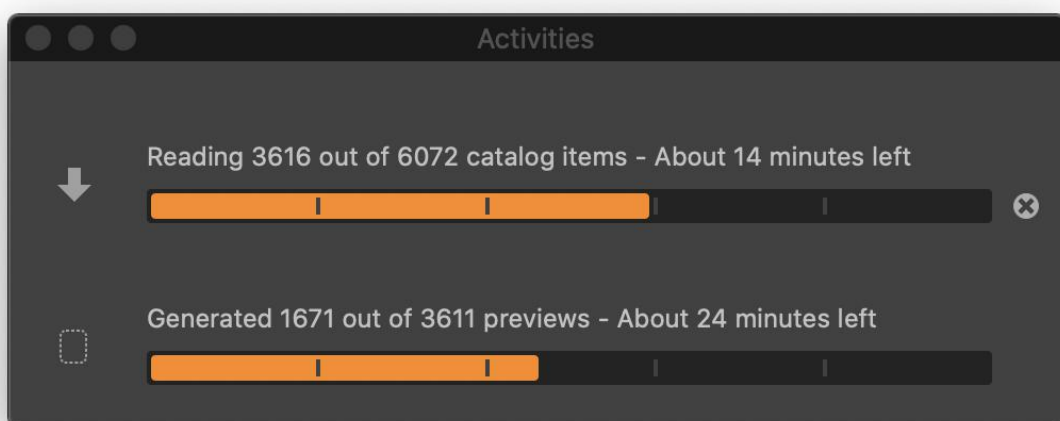 Activities
Reading 3616 out of 6072 catalog items - About 14 minutes left
Generated 1671 out of 3611 previews - About 24 minutes left